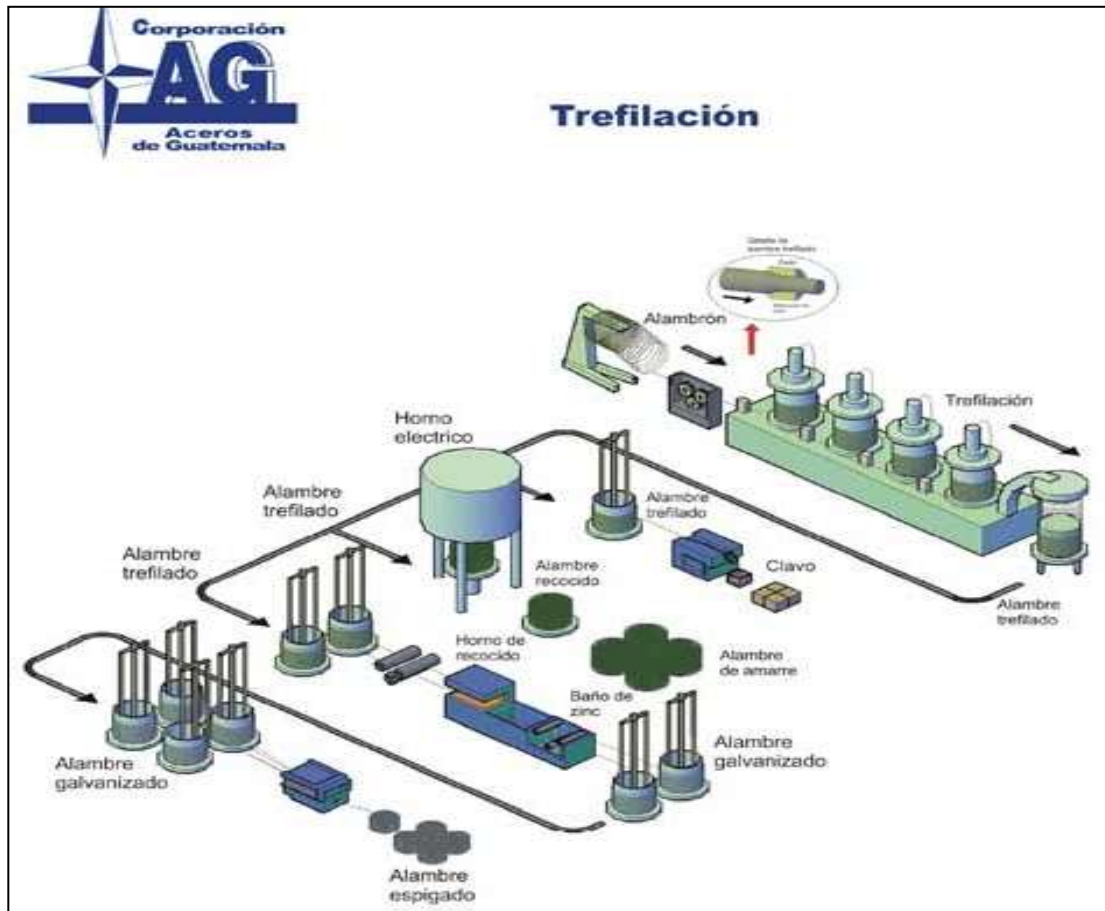 Corporación
AG
Aceros
de Guatemala
Trefilación
Alambrón
Trefilación
Horno
electrico
Alambre
trefilado
Alambre
trefilado
Alambre
trefilado
Clavo
Alambre
recocido
Alambre
trefilado
Horno de
recocido
Alambre
de amarre
Baño de
zinc
Alambre
galvanizado
Alambre
galvanizado
Alambre
espigado